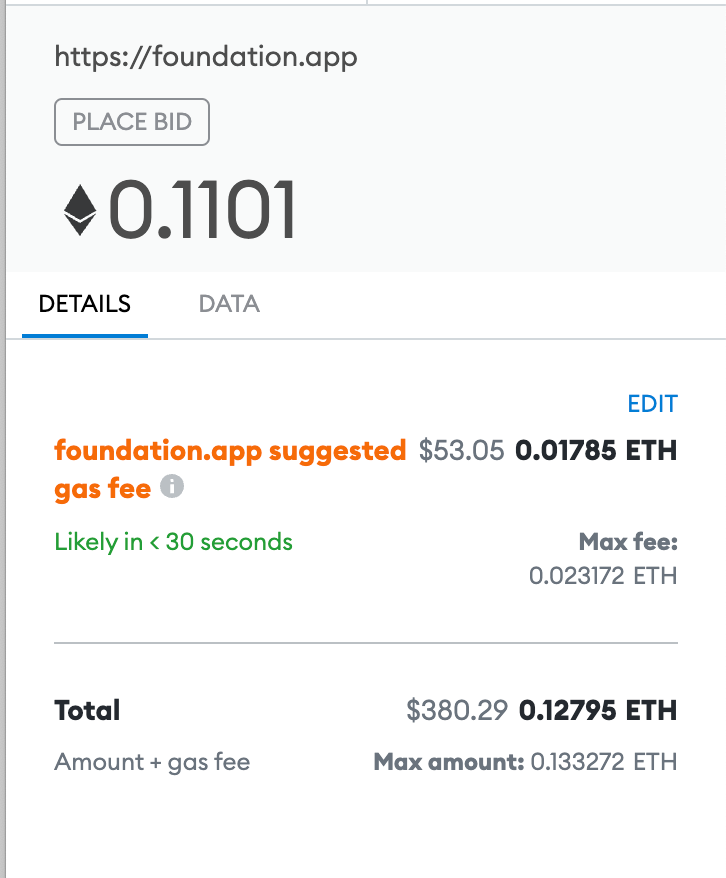 https://foundation.app
PLACE BID
0.1101
DETAILS DATA
EDIT
foundation.app suggested $53.05 0.01785 ETH
gas fee
Likely in < 30 seconds Max fee:
0.023172 ETH
Total $380.29 0.12795 ETH
Amount + gas fee Max amount: 0.133272 ETH